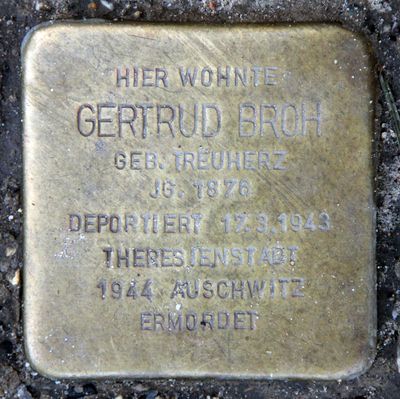 HIER WOHNTE
GERTRUD BROH
GEB. TREUHERZ
JG. 1876
DEPORTIERT 17.3.1943
THERESIENSTADT
1944 AUSCHWITZ
ERMORDET